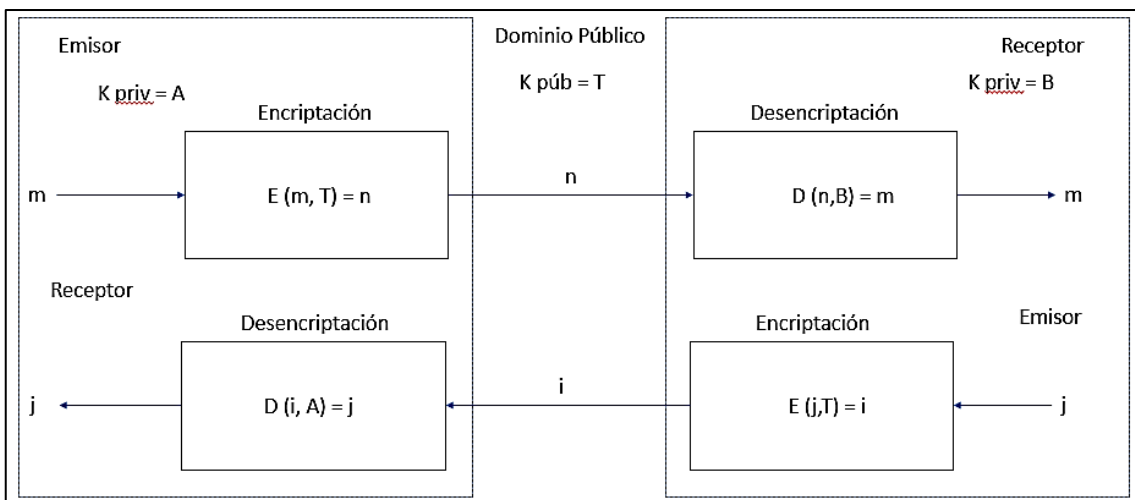 Emisor
K priv = A
Encriptación
m
E (m, T) = n
Dominio Público
K púb = T
n
Receptor
K priv = B
Desencriptación
D (n,B) = m
m
Receptor
Desencriptación
j
D (i, A) = j
i
Emisor
Encriptación
E (j,T) = i
j